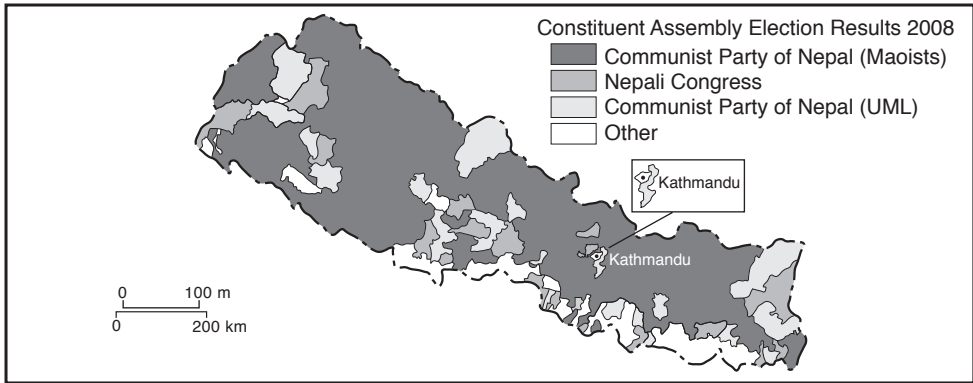 Constituent Assembly Election Results 2008
Communist Party of Nepal (Maoists)
Nepali Congress
Communist Party of Nepal (UML)
Other
Kathmandu
Kathmandu
0 100 m
0 200 km